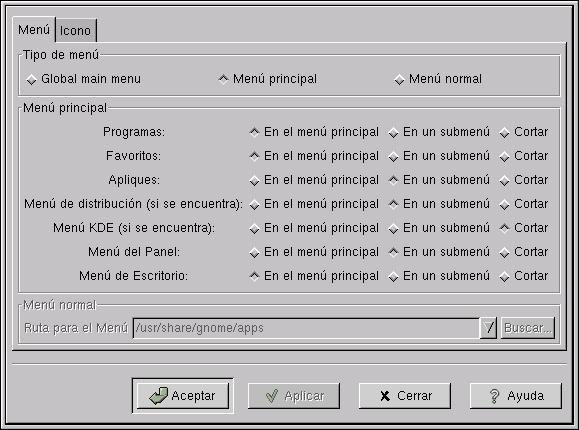 Menú Icono
Tipo de menú
Global main menu Menú principal Menú normal
Menú principal
Programas: En el menú principal En un submenú Cortar
Favoritos: En el menú principal En un submenú Cortar
Apliques: En el menú principal En un submenú Cortar
Menú de distribución (si se encuentra): En el menú principal En un submenú Cortar
Menú KDE (si se encuentra): En el menú principal En un submenú Cortar
Menú del Panel: En el menú principal En un submenú Cortar
Menú de Escritorio: En el menú principal En un submenú Cortar
Menú normal
Ruta para el Menú /usr/share/gnome/apps Buscar...
Aceptar Aplicar Cerrar Ayuda